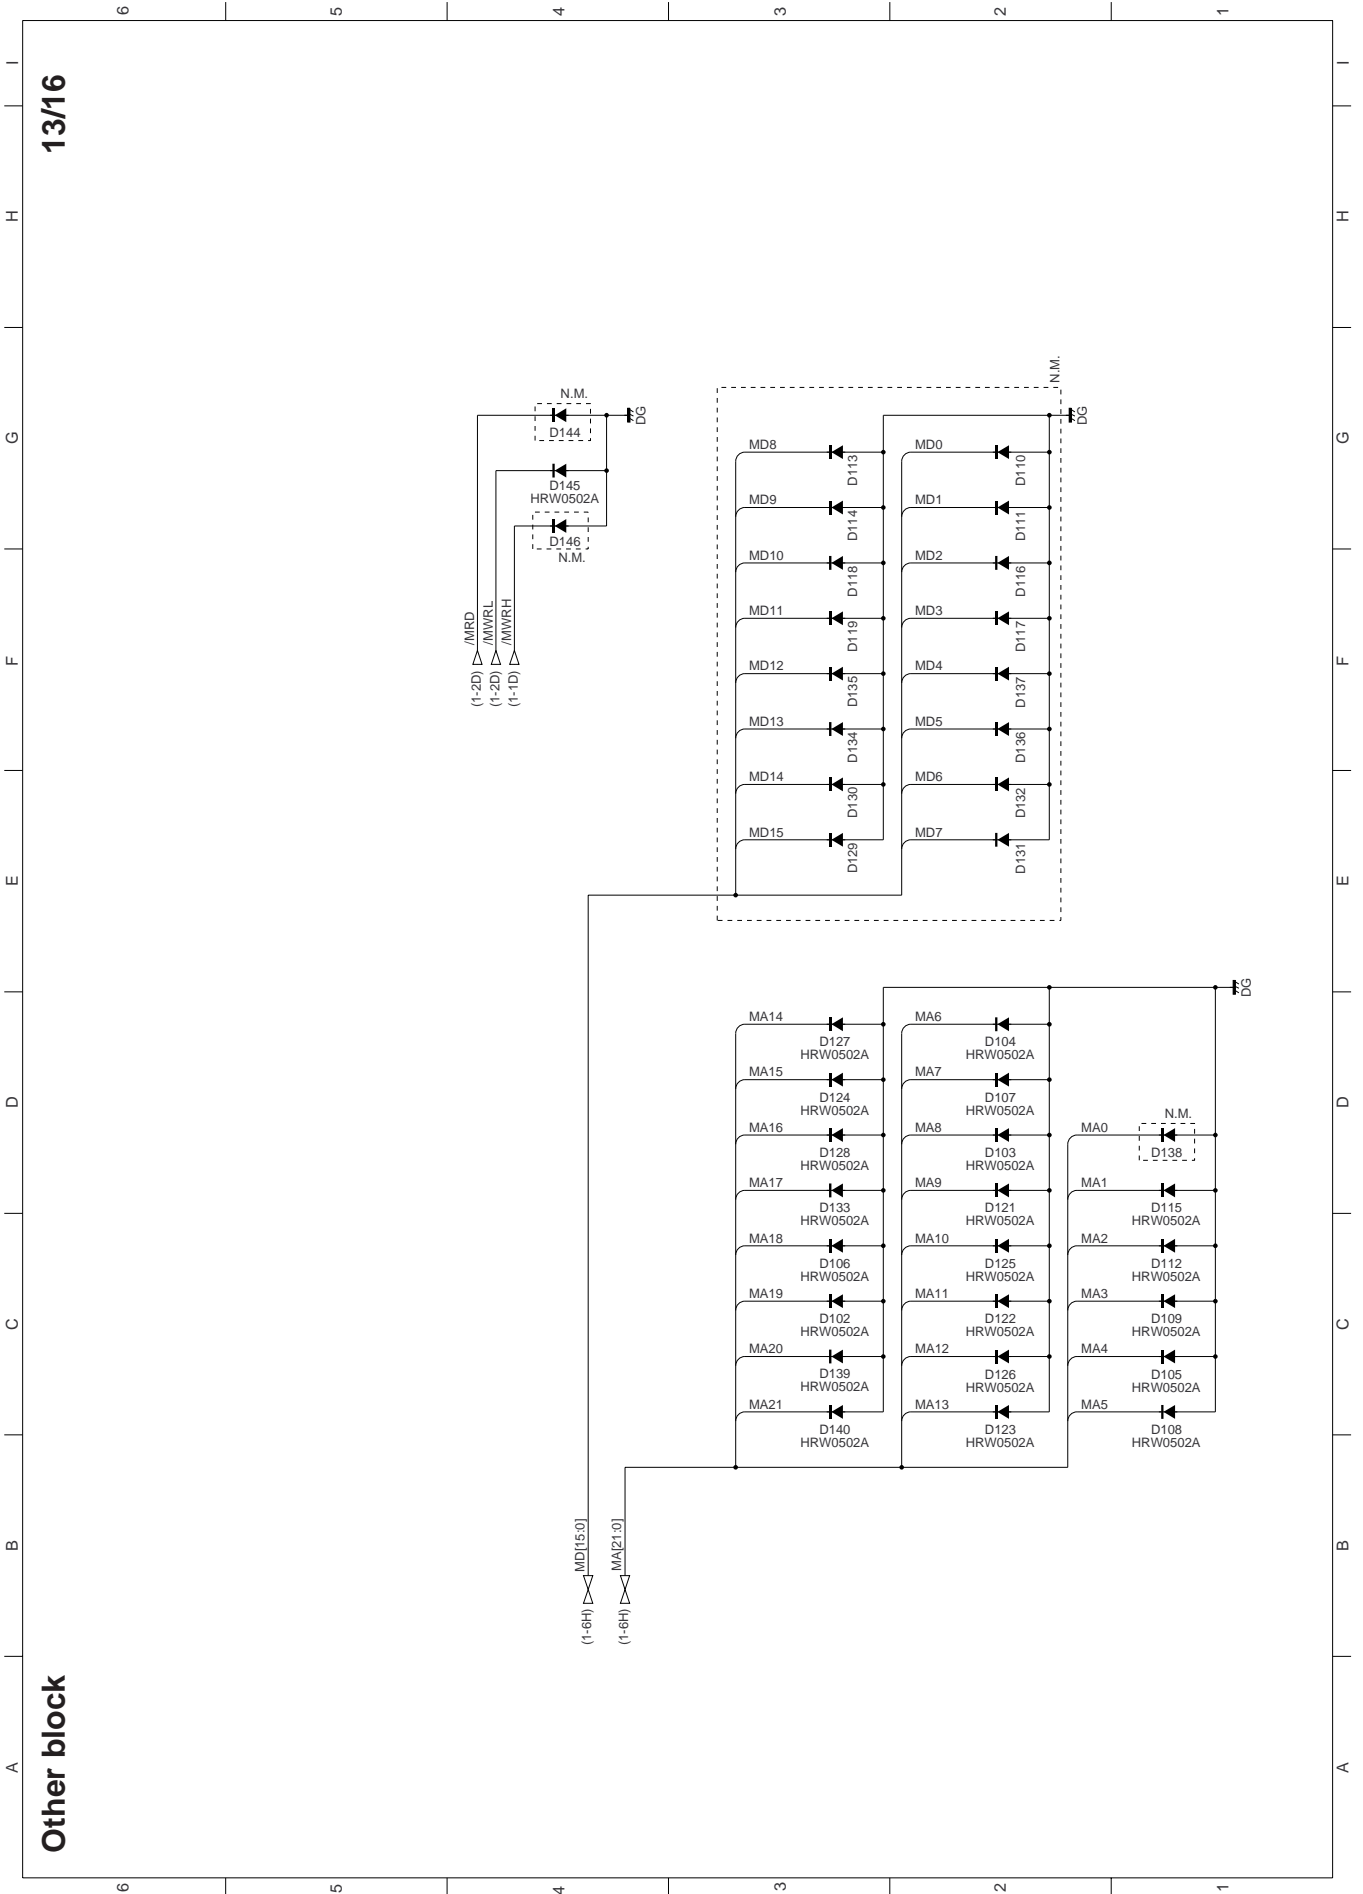 Other block
13/16
A
B
C
D
E
F
G
H
I
6
5
4
3
2
1
(1-2D)
/MRD
(1-2D)
/MWRL
(1-1D)
/MWRH
N.M.
D144
DG
D145
HRW0502A
D146
N.M.
(1-6H)
MD[15:0]
(1-6H)
MA[21:0]
N.M.
MD8
D113
MD9
D114
MD10
D118
MD11
D119
MD12
D135
MD13
D134
MD14
D130
MD15
D129
MD0
D110
MD1
D111
MD2
D116
MD3
D117
MD4
D137
MD5
D136
MD6
D132
MD7
D131
DG
MA14
D127
HRW0502A
MA15
D124
HRW0502A
MA16
D128
HRW0502A
MA17
D133
HRW0502A
MA18
D106
HRW0502A
MA19
D102
HRW0502A
MA20
D139
HRW0502A
MA21
D140
HRW0502A
MA6
D104
HRW0502A
MA7
D107
HRW0502A
MA8
D103
HRW0502A
MA9
D121
HRW0502A
MA10
D125
HRW0502A
MA11
D122
HRW0502A
MA12
D126
HRW0502A
MA13
D123
HRW0502A
MA0
N.M.
D138
MA1
D115
HRW0502A
MA2
D112
HRW0502A
MA3
D109
HRW0502A
MA4
D105
HRW0502A
MA5
D108
HRW0502A
DG
A
B
C
D
E
F
G
H
I
6
5
4
3
2
1